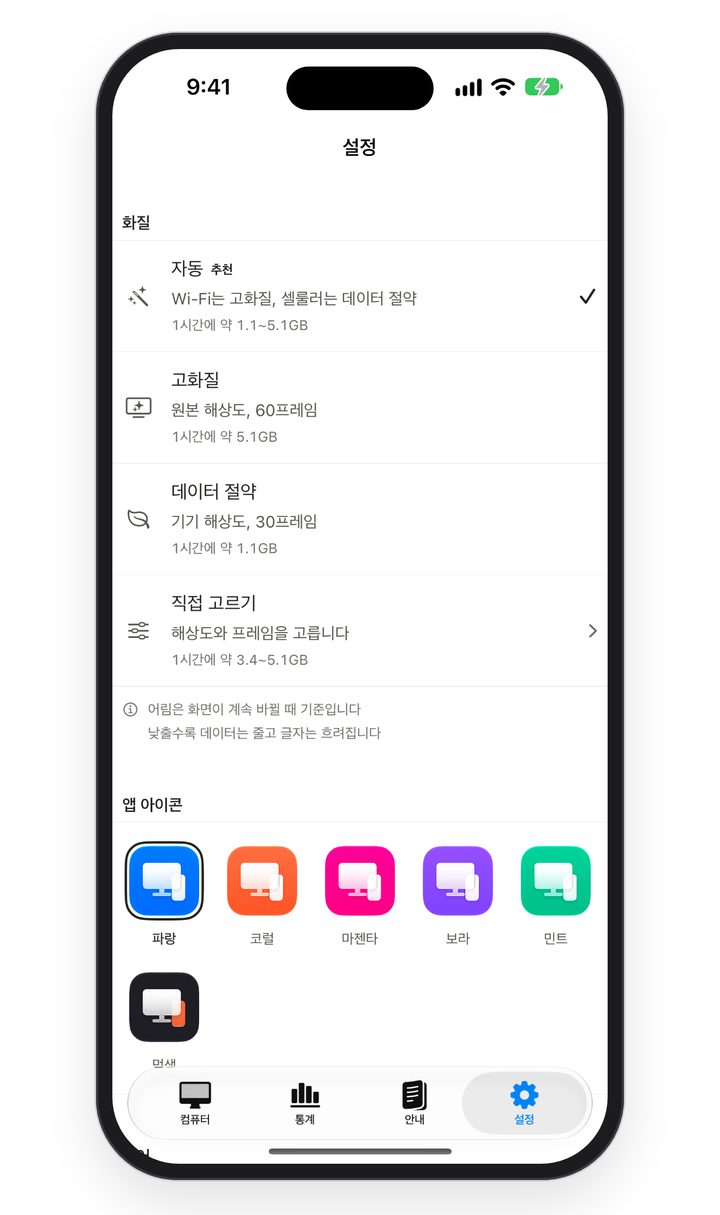 9:41
설정
화질
자동 추천
Wi-Fi는 고화질, 셀룰러는 데이터 절약
1시간에 약 1.1~5.1GB
고화질
원본 해상도, 60프레임
1시간에 약 5.1GB
데이터 절약
기기 해상도, 30프레임
1시간에 약 1.1GB
직접 고르기
해상도와 프레임을 고릅니다
1시간에 약 3.4~5.1GB
어림은 화면이 계속 바뀔 때 기준입니다
낮출수록 데이터는 줄고 글자는 흐려집니다
앱 아이콘
파랑 코럴 마젠타 보라 민트
먹색
컴퓨터 통계 안내 설정